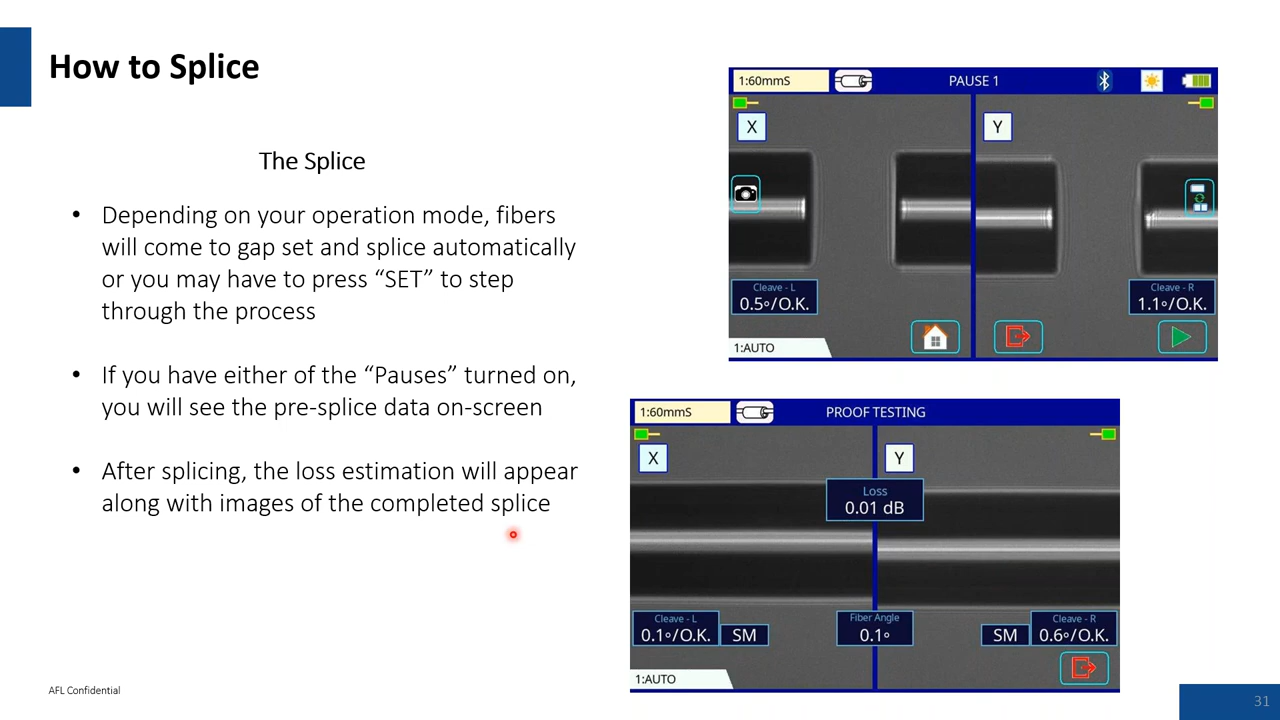 How to Splice
The Splice
• Depending on your operation mode, fibers
will come to gap set and splice automatically
or you may have to press “SET” to step
through the process
• If you have either of the “Pauses” turned on,
you will see the pre-splice data on-screen
• After splicing, the loss estimation will appear
along with images of the completed splice
1:60mmS
PAUSE 1
X
Y
Cleave - L
0.5°/O.K.
Cleave - R
1.1°/O.K.
1:AUTO
1:60mmS
PROOF TESTING
X
Y
Loss
0.01 dB
Cleave - L
0.1°/O.K.
SM
Fiber Angle
0.1°
SM
Cleave - R
0.6°/O.K.
1:AUTO
AFL Confidential
31